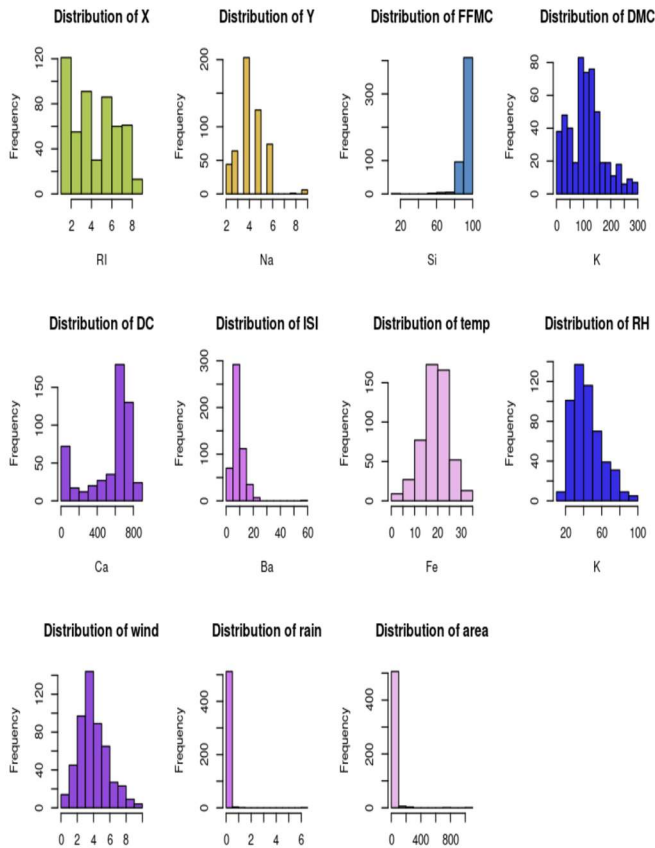 Distribution of X
Distribution of Y
Distribution of FFMC
Distribution of DMC
Frequency
0 40 80 120
2 4 6 8
RI
Frequency
0 50 100 200
2 4 6 8
Na
Frequency
0 100 300
20 60 100
Si
Frequency
0 20 40 60 80
0 100 200 300
K
Distribution of DC
Distribution of ISI
Distribution of temp
Distribution of RH
Frequency
0 50 100 150
0 400 800
Ca
Frequency
0 100 200 300
0 20 40 60
Ba
Frequency
0 50 100 150
0 10 20 30
Fe
Frequency
0 40 80 120
20 60 100
K
Distribution of wind
Distribution of rain
Distribution of area
Frequency
0 40 80 120
0 2 4 6 8
Frequency
0 200 400
0 2 4 6
Frequency
0 200 400
0 400 800